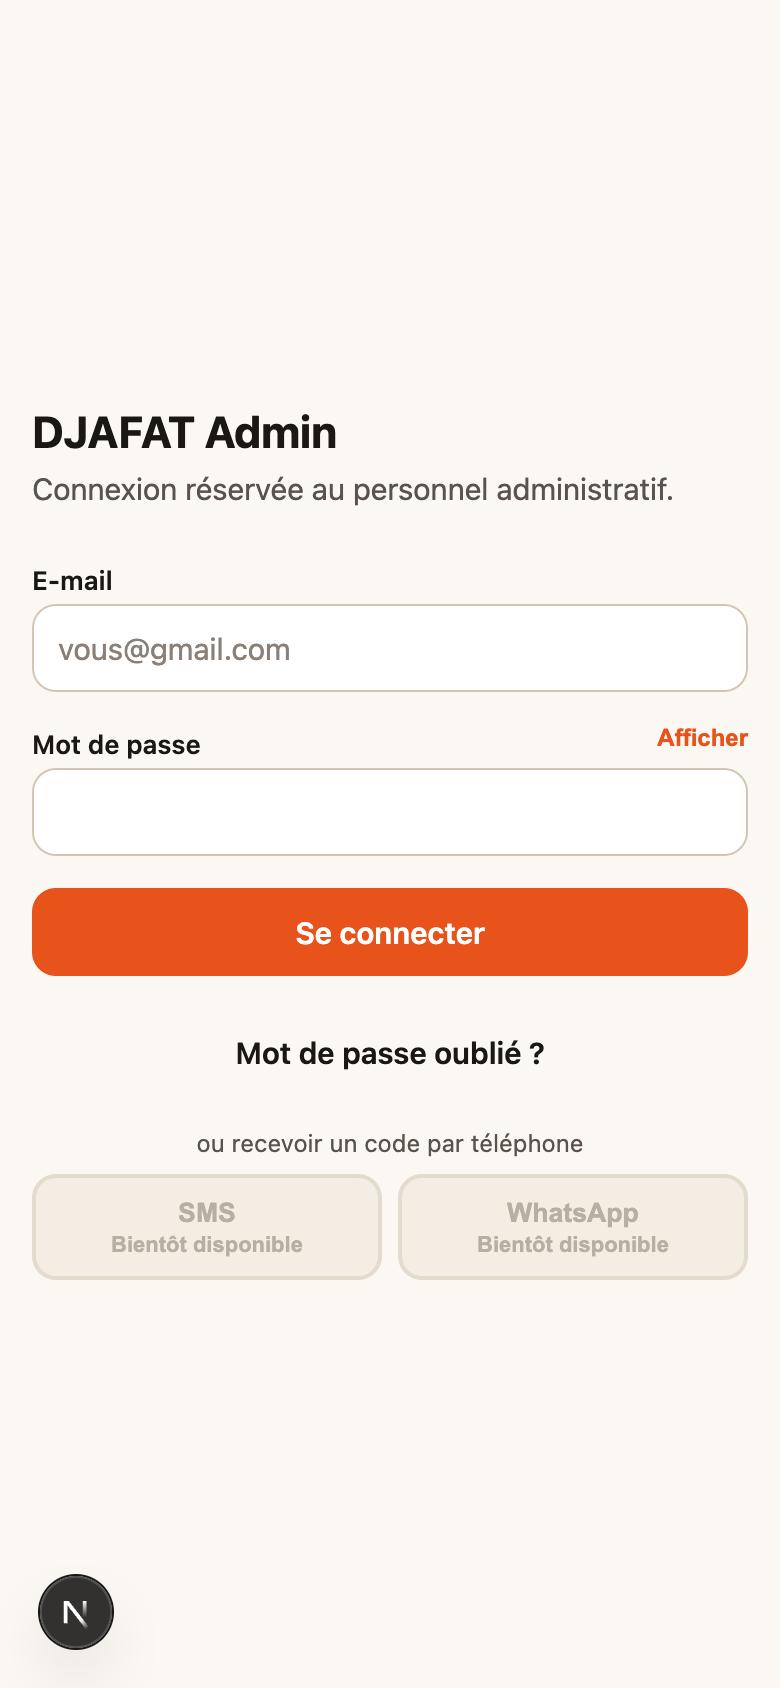 DJAFAT Admin
Connexion réservée au personnel administratif.
E-mail
vous@gmail.com
Mot de passe
Afficher
Se connecter
Mot de passe oublié ?
ou recevoir un code par téléphone
SMS
Bientôt disponible
WhatsApp
Bientôt disponible
N